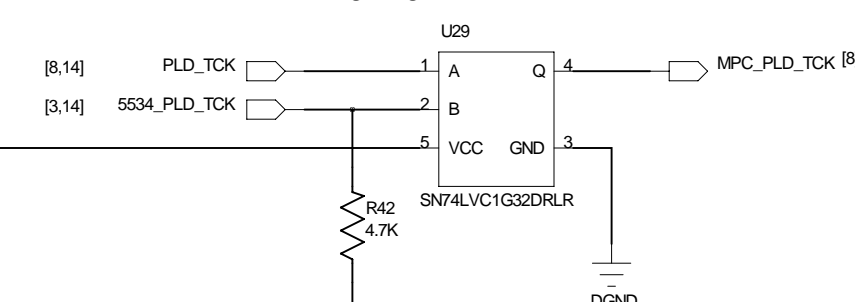 U29
[8,14] PLD_TCK 1 A Q 4 MPC_PLD_TCK [8
[3,14] 5534_PLD_TCK 2 B
5 VCC GND 3
SN74LVC1G32DRLR
R42
4.7K
DGND